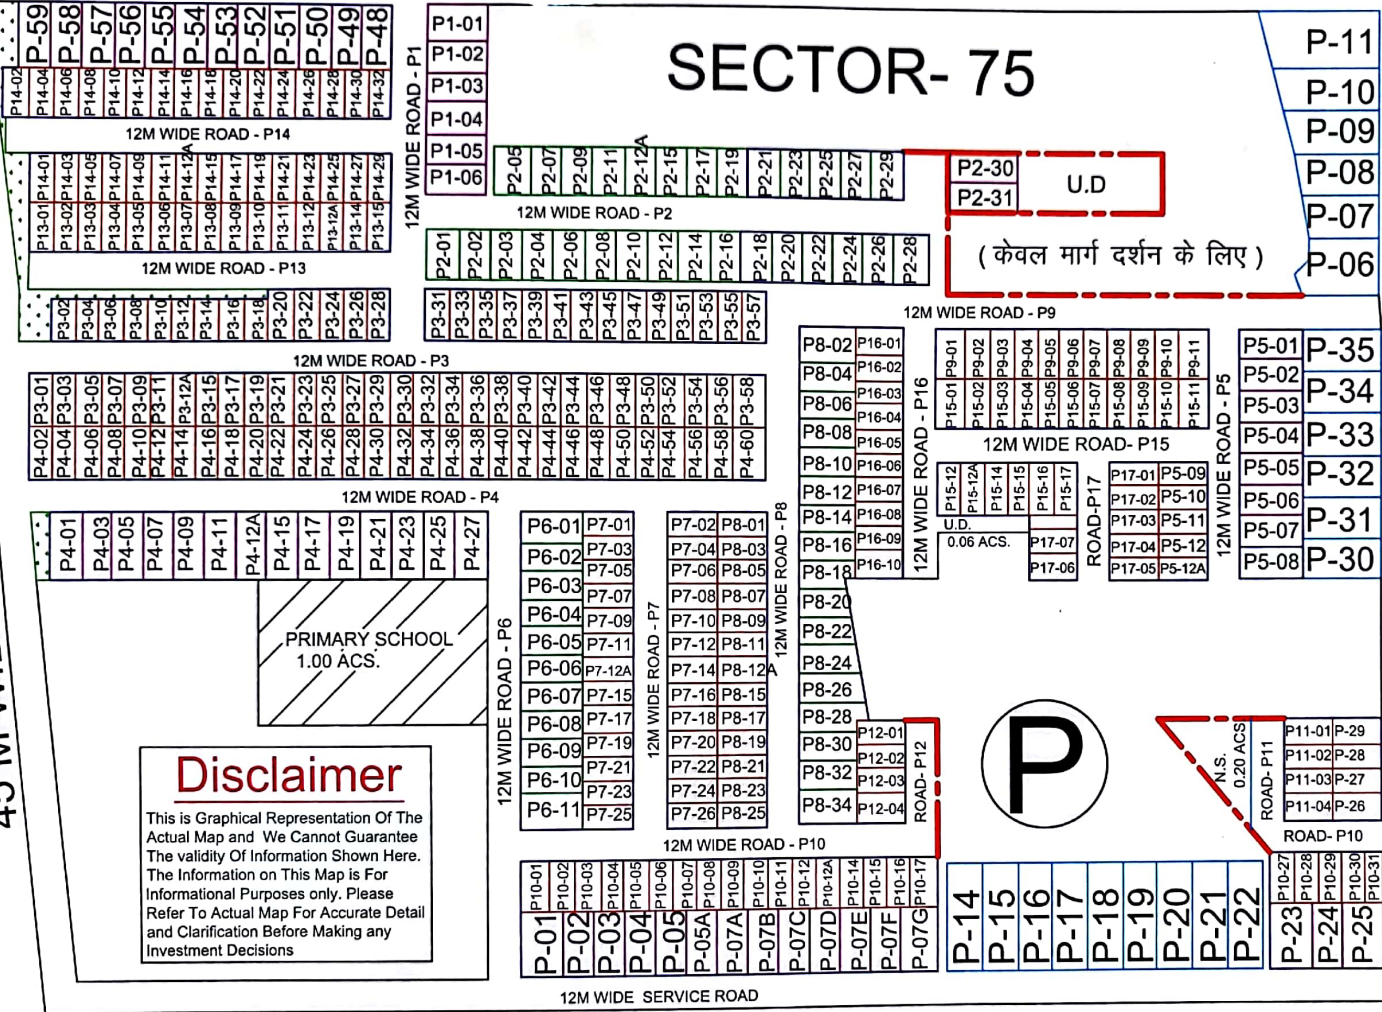 P-59 P-58 P-57 P-56 P-55 P-54 P-53 P-52 P-51 P-50 P-49 P-48
P14-02 P14-04 P14-06 P14-08 P14-10 P14-12 P14-14 P14-16 P14-18 P14-20 P14-22 P14-24 P14-26 P14-28 P14-30 P14-32
12M WIDE ROAD - P14
P14-01 P14-03 P14-05 P14-07 P14-09 P14-11 P14-12A P14-15 P14-17 P14-19 P14-21 P14-23 P14-25 P14-27 P14-29
P13-01 P13-02 P13-03 P13-04 P13-05 P13-06 P13-07 P13-08 P13-09 P13-10 P13-11 P13-12 P13-12A P13-14 P13-15
12M WIDE ROAD - P13
P3-02 P3-04 P3-06 P3-08 P3-10 P3-12 P3-14 P3-16 P3-18 P3-20 P3-22 P3-24 P3-26 P3-28
12M WIDE ROAD - P1
P1-01
P1-02
P1-03
P1-04
P1-05
P1-06
SECTOR- 75
P2-05 P2-07 P2-09 P2-11 P2-12A P2-15 P2-17 P2-19 P2-21 P2-23 P2-25 P2-27 P2-29
12M WIDE ROAD - P2
P2-01 P2-02 P2-03 P2-04 P2-06 P2-08 P2-10 P2-12 P2-14 P2-16 P2-18 P2-20 P2-22 P2-24 P2-26 P2-28
P3-31 P3-33 P3-35 P3-37 P3-39 P3-41 P3-43 P3-45 P3-47 P3-49 P3-51 P3-53 P3-55 P3-57
P2-30
P2-31
U.D
( केवल मार्ग दर्शन के लिए )
P-11
P-10
P-09
P-08
P-07
P-06
12M WIDE ROAD - P9
12M WIDE ROAD - P3
P3-01 P3-03 P3-05 P3-07 P3-09 P3-11 P3-12A P3-15 P3-17 P3-19 P3-21 P3-23 P3-25 P3-27 P3-29 P3-30 P3-32 P3-34 P3-36 P3-38 P3-40 P3-42 P3-44 P3-46 P3-48 P3-50 P3-52 P3-54 P3-56 P3-58
P4-02 P4-04 P4-06 P4-08 P4-10 P4-12 P4-14 P4-16 P4-18 P4-20 P4-22 P4-24 P4-26 P4-28 P4-30 P4-32 P4-34 P4-36 P4-38 P4-40 P4-42 P4-44 P4-46 P4-48 P4-50 P4-52 P4-54 P4-56 P4-58 P4-60
12M WIDE ROAD - P4
P4-01 P4-03 P4-05 P4-07 P4-09 P4-11 P4-12A P4-15 P4-17 P4-19 P4-21 P4-23 P4-25 P4-27
PRIMARY SCHOOL
1.00 ACS.
12M WIDE ROAD - P6
P6-01 P7-01
P6-02 P7-03
P7-05
P6-03 P7-07
P6-04 P7-09
P6-05 P7-11
P6-06 P7-12A
P6-07 P7-15
P6-08 P7-17
P6-09 P7-19
P6-10 P7-21
P7-23
P6-11 P7-25
12M WIDE ROAD - P7
P7-02 P8-01
P7-04 P8-03
P7-06 P8-05
P7-08 P8-07
P7-10 P8-09
P7-12 P8-11
P7-14 P8-12A
P7-16 P8-15
P7-18 P8-17
P7-20 P8-19
P7-22 P8-21
P7-24 P8-23
P7-26 P8-25
12M WIDE ROAD - P8
P8-02 P16-01
P8-04 P16-02
P8-06 P16-03
P16-04
P8-08 P16-05
P8-10 P16-06
P8-12 P16-07
P8-14 P16-08
P8-16 P16-09
P8-18 P16-10
P8-20
P8-22
P8-24
P8-26
P8-28
P8-30 P12-01
P12-02
P8-32 P12-03
P8-34 P12-04
ROAD- P12
12M WIDE ROAD - P16
P9-01 P9-02 P9-03 P9-04 P9-05 P9-06 P9-07 P9-08 P9-09 P9-10 P9-11
P15-01 P15-02 P15-03 P15-04 P15-05 P15-06 P15-07 P15-08 P15-09 P15-10 P15-11
12M WIDE ROAD- P15
P15-12 P15-12A P15-14 P15-15 P15-16 P15-17
U.D.
0.06 ACS.
P17-07
P17-06
ROAD-P17
P17-01 P5-09
P17-02 P5-10
P17-03 P5-11
P17-04 P5-12
P17-05 P5-12A
12M WIDE ROAD - P5
P5-01
P5-02
P5-03
P5-04
P5-05
P5-06
P5-07
P5-08
P-35
P-34
P-33
P-32
P-31
P-30
P
N.S.
0.20 ACS
ROAD- P11
P11-01 P-29
P11-02 P-28
P11-03 P-27
P11-04 P-26
ROAD- P10
P10-27 P10-28 P10-29 P10-30 P10-31
P-23 P-24 P-25
Disclaimer
This is Graphical Representation Of The
Actual Map and We Cannot Guarantee
The validity Of Information Shown Here.
The Information on This Map is For
Informational Purposes only. Please
Refer To Actual Map For Accurate Detail
and Clarification Before Making any
Investment Decisions
12M WIDE ROAD - P10
P10-01 P10-02 P10-03 P10-04 P10-05 P10-06 P10-07 P10-08 P10-09 P10-10 P10-11 P10-12 P10-12A P10-14 P10-15 P10-16 P10-17
P-01 P-02 P-03 P-04 P-05 P-05A P-07A P-07B P-07C P-07D P-07E P-07F P-07G
P-14 P-15 P-16 P-17 P-18 P-19 P-20 P-21 P-22
12M WIDE SERVICE ROAD